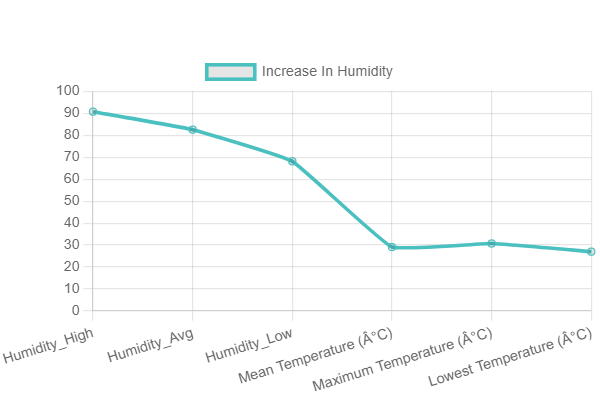 Increase In Humidity
100
90
80
70
60
50
40
30
20
10
0
Humidity_High
Humidity_Avg
Humidity_Low
Mean Temperature (Â°C)
Maximum Temperature (Â°C)
Lowest Temperature (Â°C)